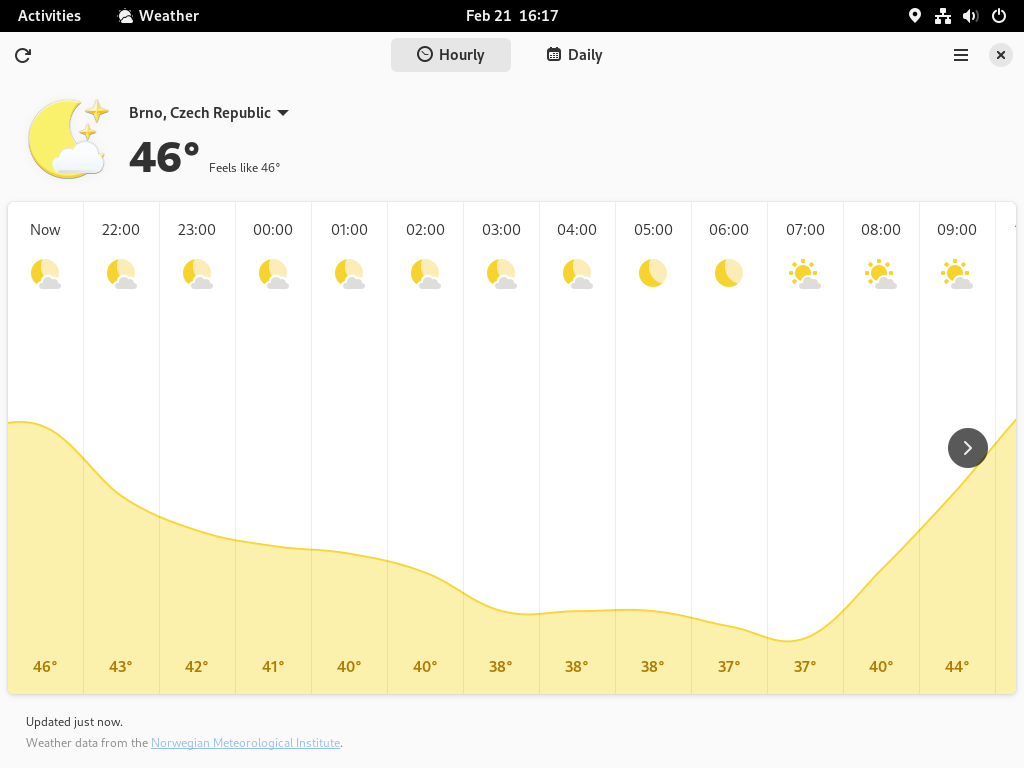 Activities Weather Feb 21 16:17
Hourly Daily
Brno, Czech Republic
46° Feels like 46°
Now 22:00 23:00 00:00 01:00 02:00 03:00 04:00 05:00 06:00 07:00 08:00 09:00
46° 43° 42° 41° 40° 40° 38° 38° 38° 37° 37° 40° 44°
Updated just now.
Weather data from the Norwegian Meteorological Institute.